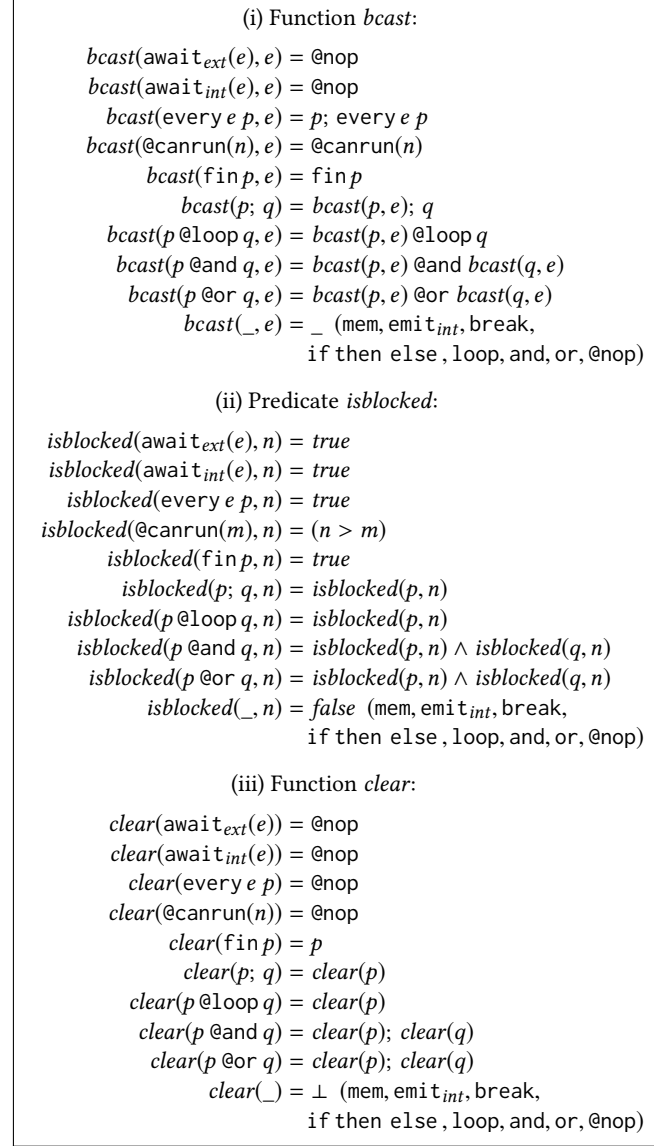 (i) Function bcast:
bcast(await_ext(e), e) = @nop
bcast(await_int(e), e) = @nop
bcast(every e p, e) = p; every e p
bcast(@canrun(n), e) = @canrun(n)
bcast(fin p, e) = fin p
bcast(p; q) = bcast(p, e); q
bcast(p @loop q, e) = bcast(p, e) @loop q
bcast(p @and q, e) = bcast(p, e) @and bcast(q, e)
bcast(p @or q, e) = bcast(p, e) @or bcast(q, e)
bcast(_, e) = _ (mem, emit_int, break,
if then else, loop, and, or, @nop)
(ii) Predicate isblocked:
isblocked(await_ext(e), n) = true
isblocked(await_int(e), n) = true
isblocked(every e p, n) = true
isblocked(@canrun(m), n) = (n > m)
isblocked(fin p, n) = true
isblocked(p; q, n) = isblocked(p, n)
isblocked(p @loop q, n) = isblocked(p, n)
isblocked(p @and q, n) = isblocked(p, n) ∧ isblocked(q, n)
isblocked(p @or q, n) = isblocked(p, n) ∧ isblocked(q, n)
isblocked(_, n) = false (mem, emit_int, break,
if then else, loop, and, or, @nop)
(iii) Function clear:
clear(await_ext(e)) = @nop
clear(await_int(e)) = @nop
clear(every e p) = @nop
clear(@canrun(n)) = @nop
clear(fin p) = p
clear(p; q) = clear(p)
clear(p @loop q) = clear(p)
clear(p @and q) = clear(p); clear(q)
clear(p @or q) = clear(p); clear(q)
clear(_) = ⊥ (mem, emit_int, break,
if then else, loop, and, or, @nop)